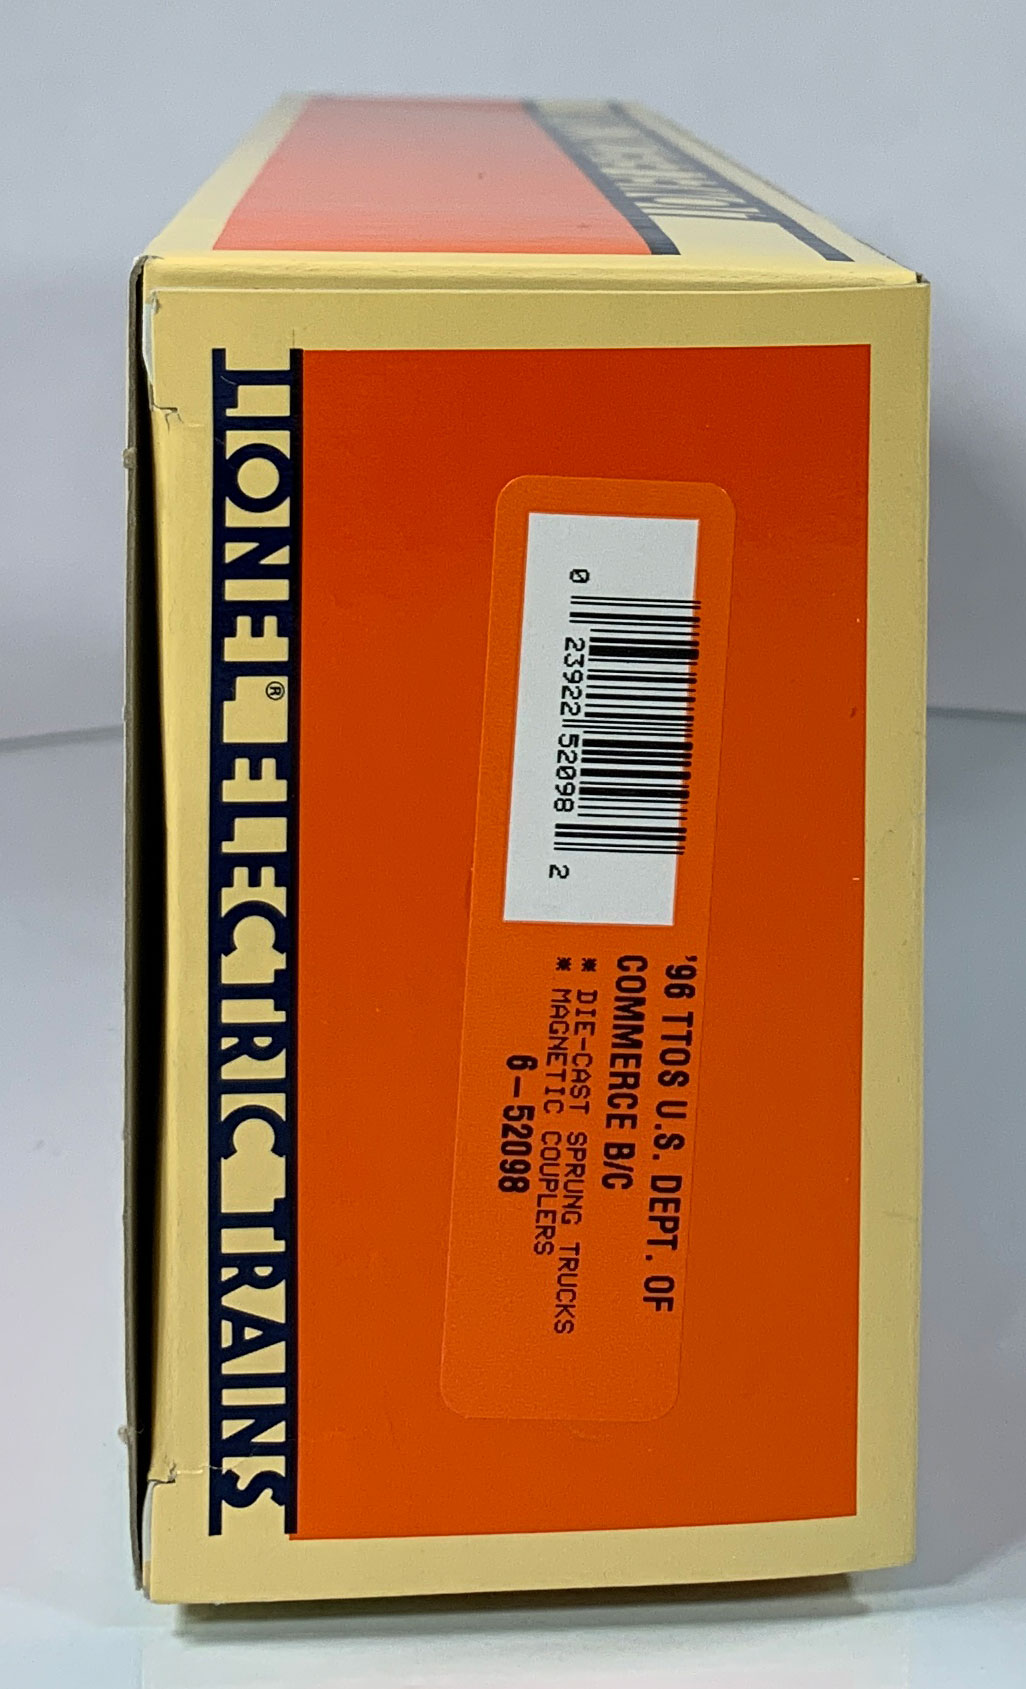 LIONEL® ELECTRIC TRAINS
0 23922 52098 2
'96 TTOS U.S. DEPT. OF
COMMERCE B/C
* DIE-CAST SPRUNG TRUCKS
* MAGNETIC COUPLERS
6-52098